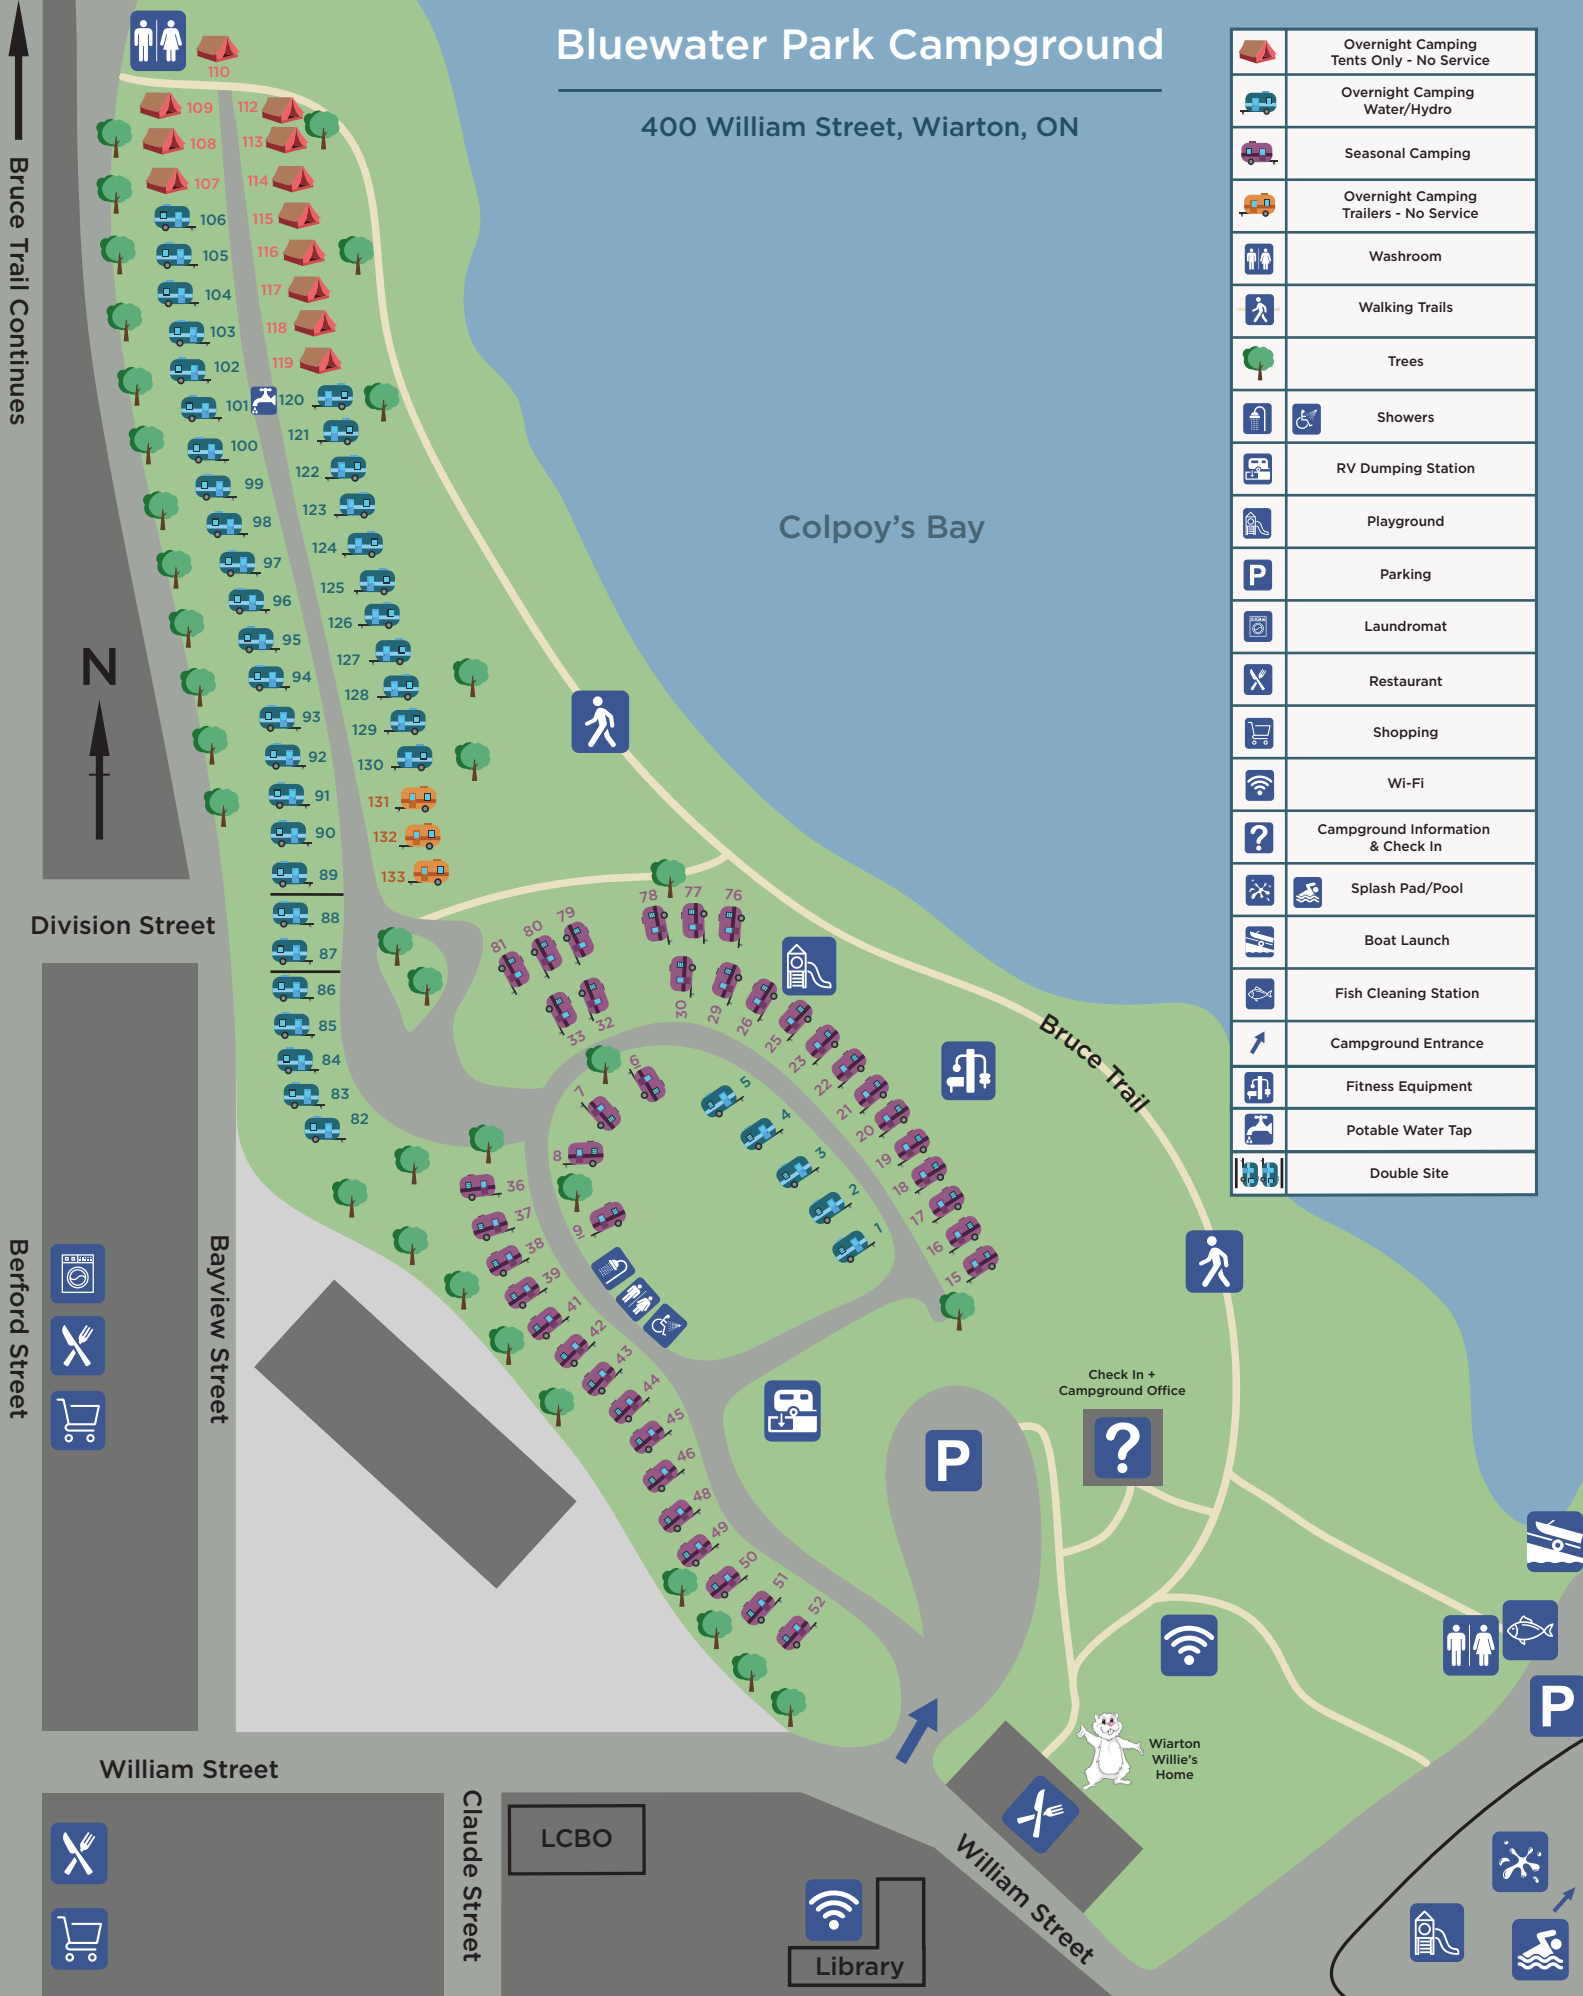 Bluewater Park Campground
400 William Street, Wiarton, ON
Bruce Trail Continues
N
Colpoy's Bay
Overnight Camping
Tents Only - No Service
Overnight Camping
Water/Hydro
Seasonal Camping
Overnight Camping
Trailers - No Service
Washroom
Walking Trails
Trees
Showers
RV Dumping Station
Playground
P
Parking
Laundromat
Restaurant
Shopping
Wi-Fi
?
Campground Information
& Check In
Splash Pad/Pool
Boat Launch
Fish Cleaning Station
Campground Entrance
Fitness Equipment
Potable Water Tap
Double Site
110
109
112
108
113
107
114
106
115
105
116
104
117
103
118
102
119
101
120
100
121
99
122
98
123
97
124
96
125
95
126
94
127
93
128
92
129
91
130
90
131
89
132
88
133
87
86
85
84
83
82
81
80
79
78
77
76
33
32
30
29
26
25
23
22
21
20
19
18
17
16
15
6
7
8
9
5
4
3
2
1
36
37
38
39
41
42
43
44
45
46
48
49
50
51
52
Division Street
Bruce Trail
Berford Street
Bayview Street
Check In +
Campground Office
?
P
P
Wiarton
Willie's
Home
William Street
Claude Street
LCBO
Library
William Street